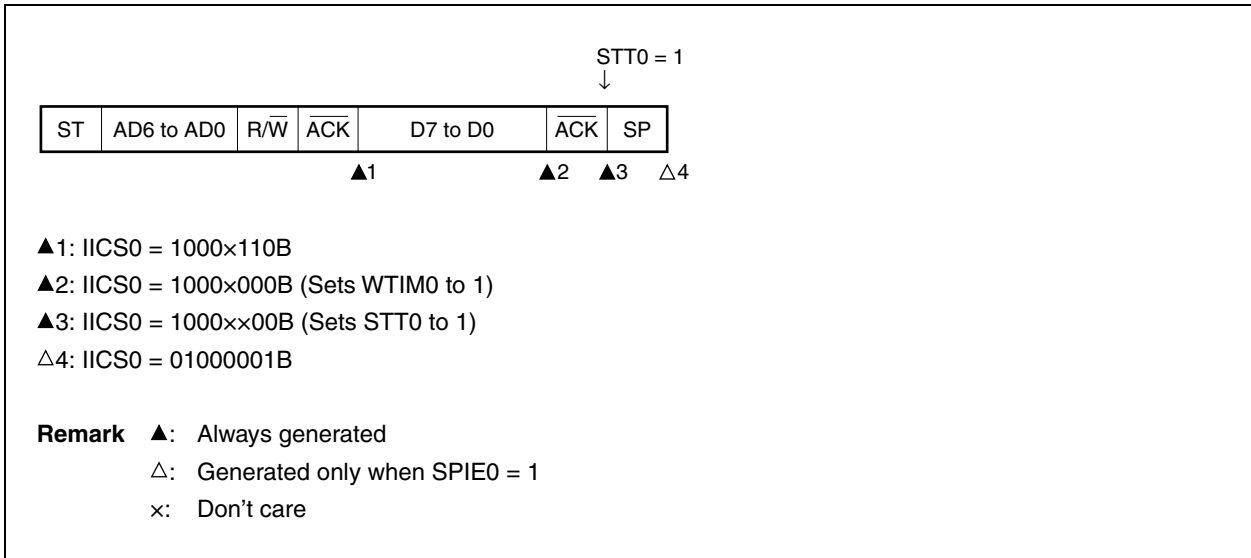 STT0 = 1
↓
ST AD6 to AD0 R/W̅ A̅C̅K̅ D7 to D0 A̅C̅K̅ SP
▲1 ▲2 ▲3 △4
▲1: IICS0 = 1000×110B
▲2: IICS0 = 1000×000B (Sets WTIM0 to 1)
▲3: IICS0 = 1000××00B (Sets STT0 to 1)
△4: IICS0 = 01000001B
Remark ▲: Always generated
△: Generated only when SPIE0 = 1
×: Don't care